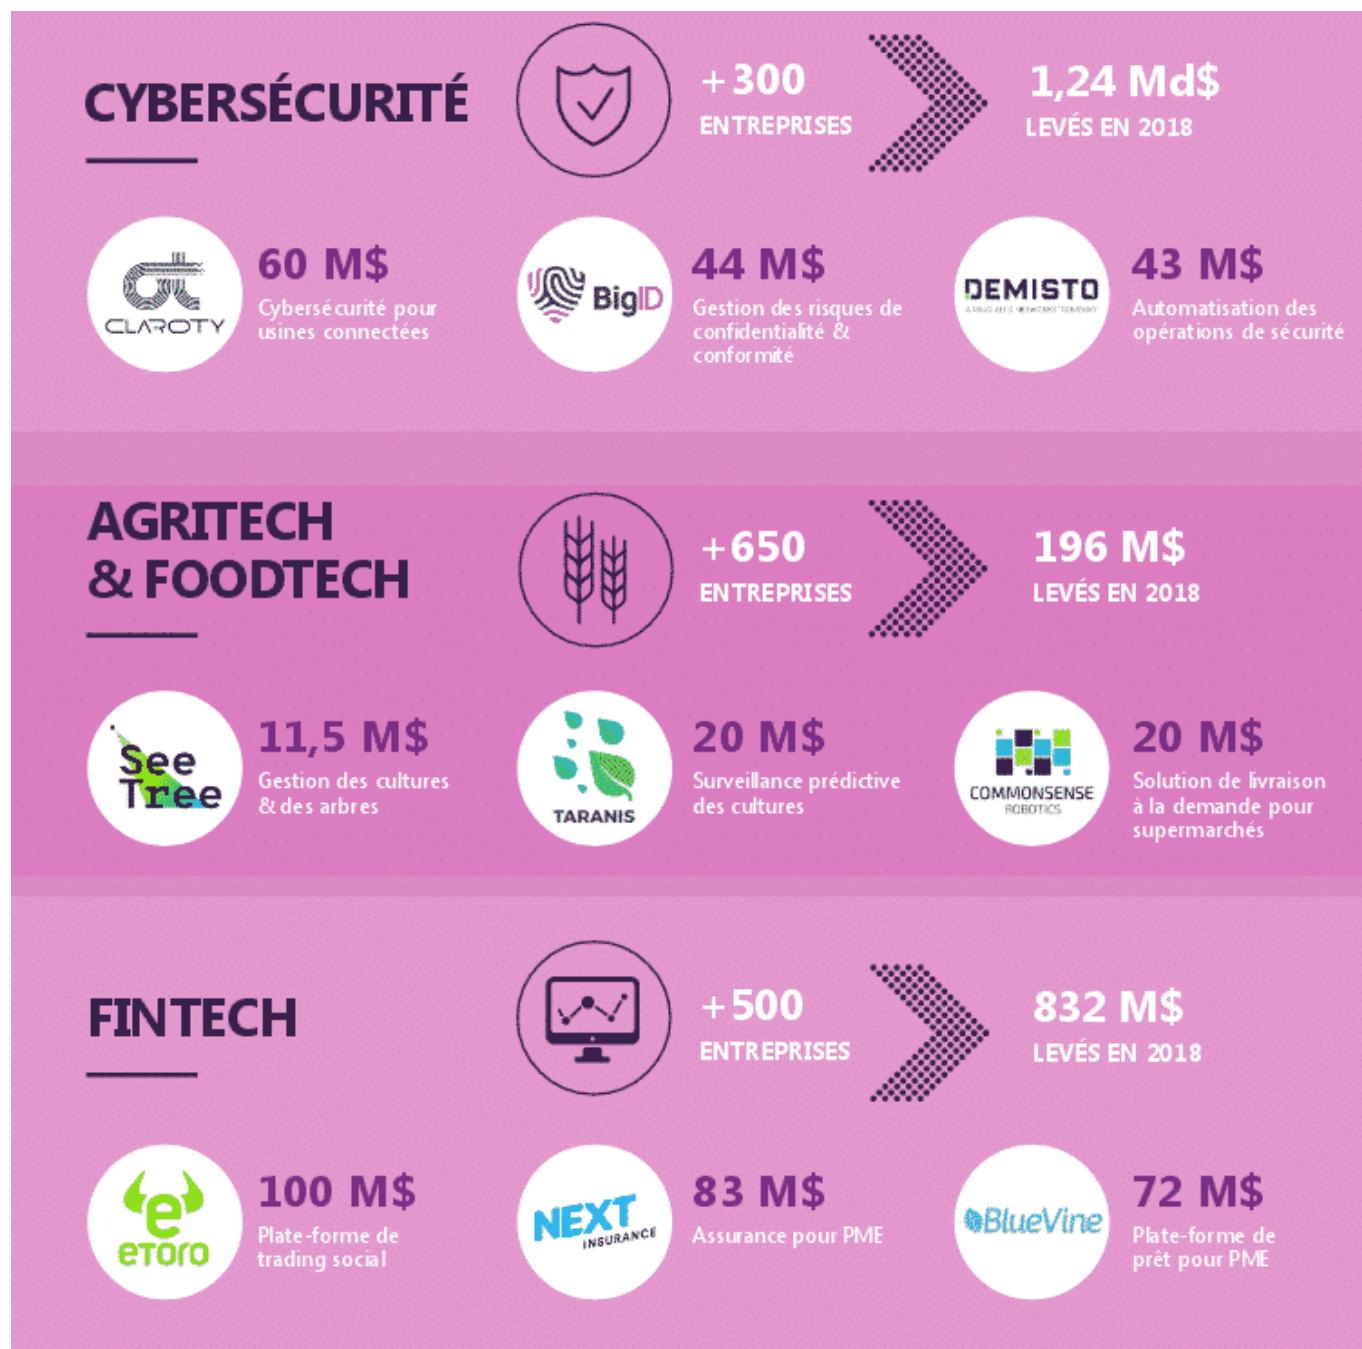 CYBERSÉCURITÉ
+300
ENTREPRISES
1,24 Md$
LEVÉS EN 2018
CLAROTY
60 M$
Cybersécurité pour
usines connectées
BigID
44 M$
Gestion des risques de
confidentialité &
conformité
DEMISTO
A PALO ALTO NETWORKS COMPANY
43 M$
Automatisation des
opérations de sécurité
AGRITECH
& FOODTECH
+650
ENTREPRISES
196 M$
LEVÉS EN 2018
See
Tree
11,5 M$
Gestion des cultures
& des arbres
TARANIS
20 M$
Surveillance prédictive
des cultures
COMMONSENSE
ROBOTICS
20 M$
Solution de livraison
à la demande pour
supermarchés
FINTECH
+500
ENTREPRISES
832 M$
LEVÉS EN 2018
eToro
100 M$
Plate-forme de
trading social
NEXT
INSURANCE
83 M$
Assurance pour PME
BlueVine
72 M$
Plate-forme de
prêt pour PME